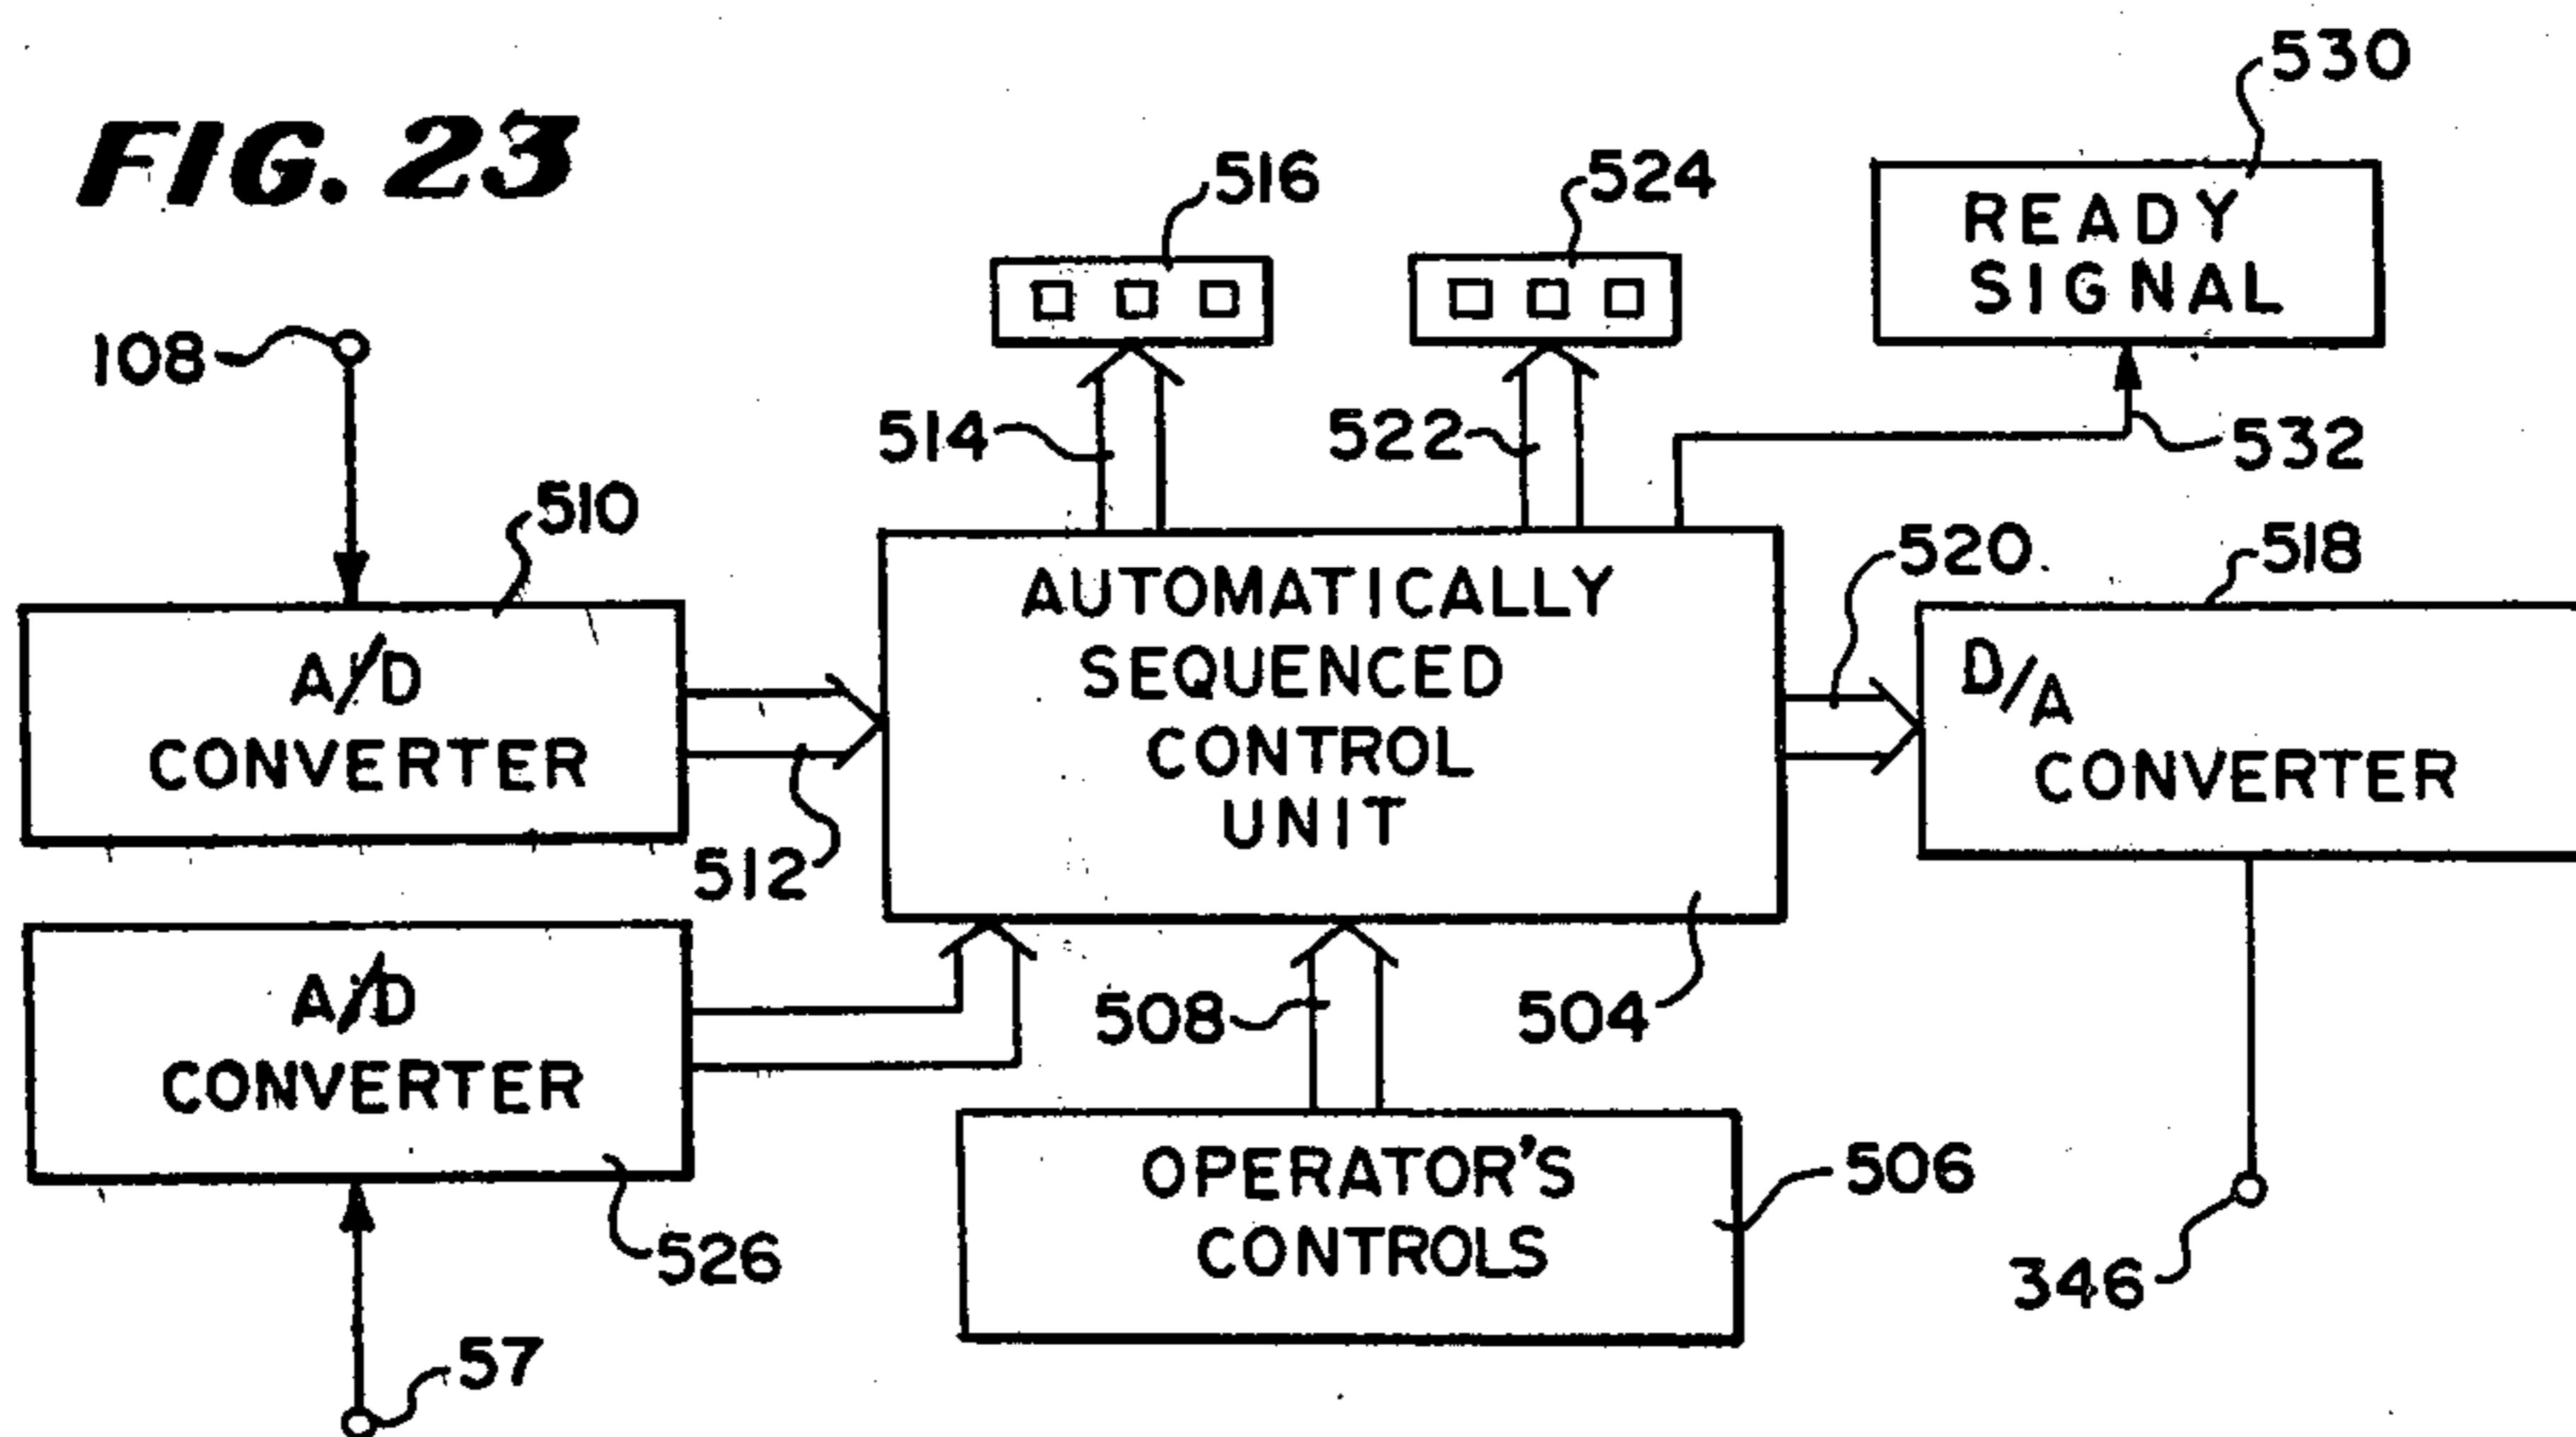 FIG. 23
530
516
524
READY
SIGNAL
108
514
522
532
510
520
518
A/D
CONVERTER
AUTOMATICALLY
SEQUENCED
CONTROL
UNIT
D/A
CONVERTER
512
A/D
CONVERTER
508
504
OPERATOR'S
CONTROLS
506
526
346
57